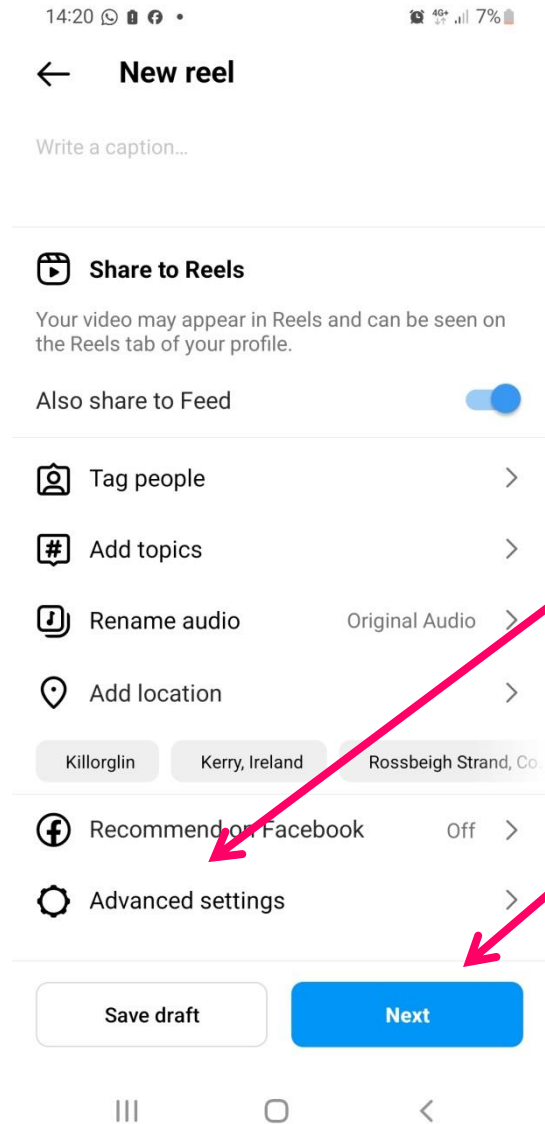 14:20 4G+ 7%
New reel
Write a caption...
Share to Reels
Your video may appear in Reels and can be seen on
the Reels tab of your profile.
Also share to Feed
Tag people
# Add topics
Rename audio Original Audio
Add location
Killorglin Kerry, Ireland Rossbeigh Strand, Co.
Recommend on Facebook Off
Advanced settings
Save draft Next